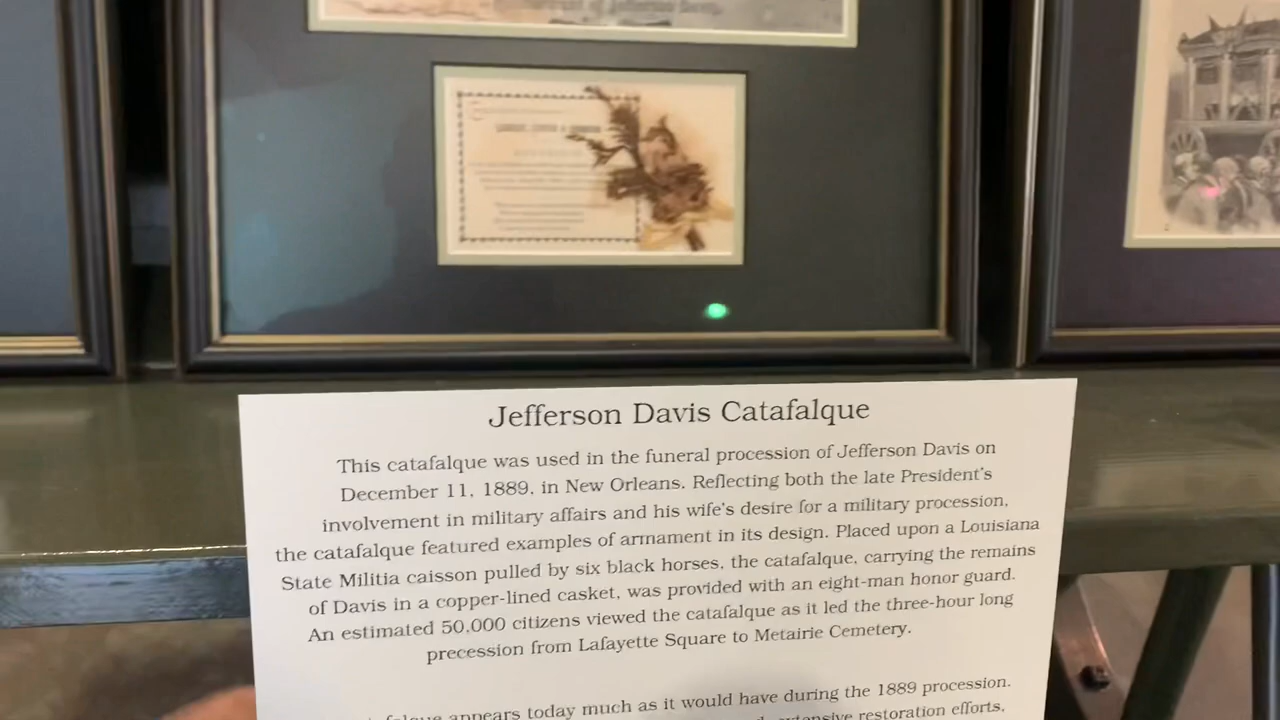 of Jefferson Davis,
Jefferson Davis Catafalque
This catafalque was used in the funeral procession of Jefferson Davis on
December 11, 1889, in New Orleans. Reflecting both the late President's
involvement in military affairs and his wife's desire for a military procession,
the catafalque featured examples of armament in its design. Placed upon a Louisiana
State Militia caisson pulled by six black horses, the catafalque, carrying the remains
of Davis in a copper-lined casket, was provided with an eight-man honor guard.
An estimated 50,000 citizens viewed the catafalque as it led the three-hour long
precession from Lafayette Square to Metairie Cemetery.
appears today much as it would have during the 1889 procession.
extensive restoration efforts,